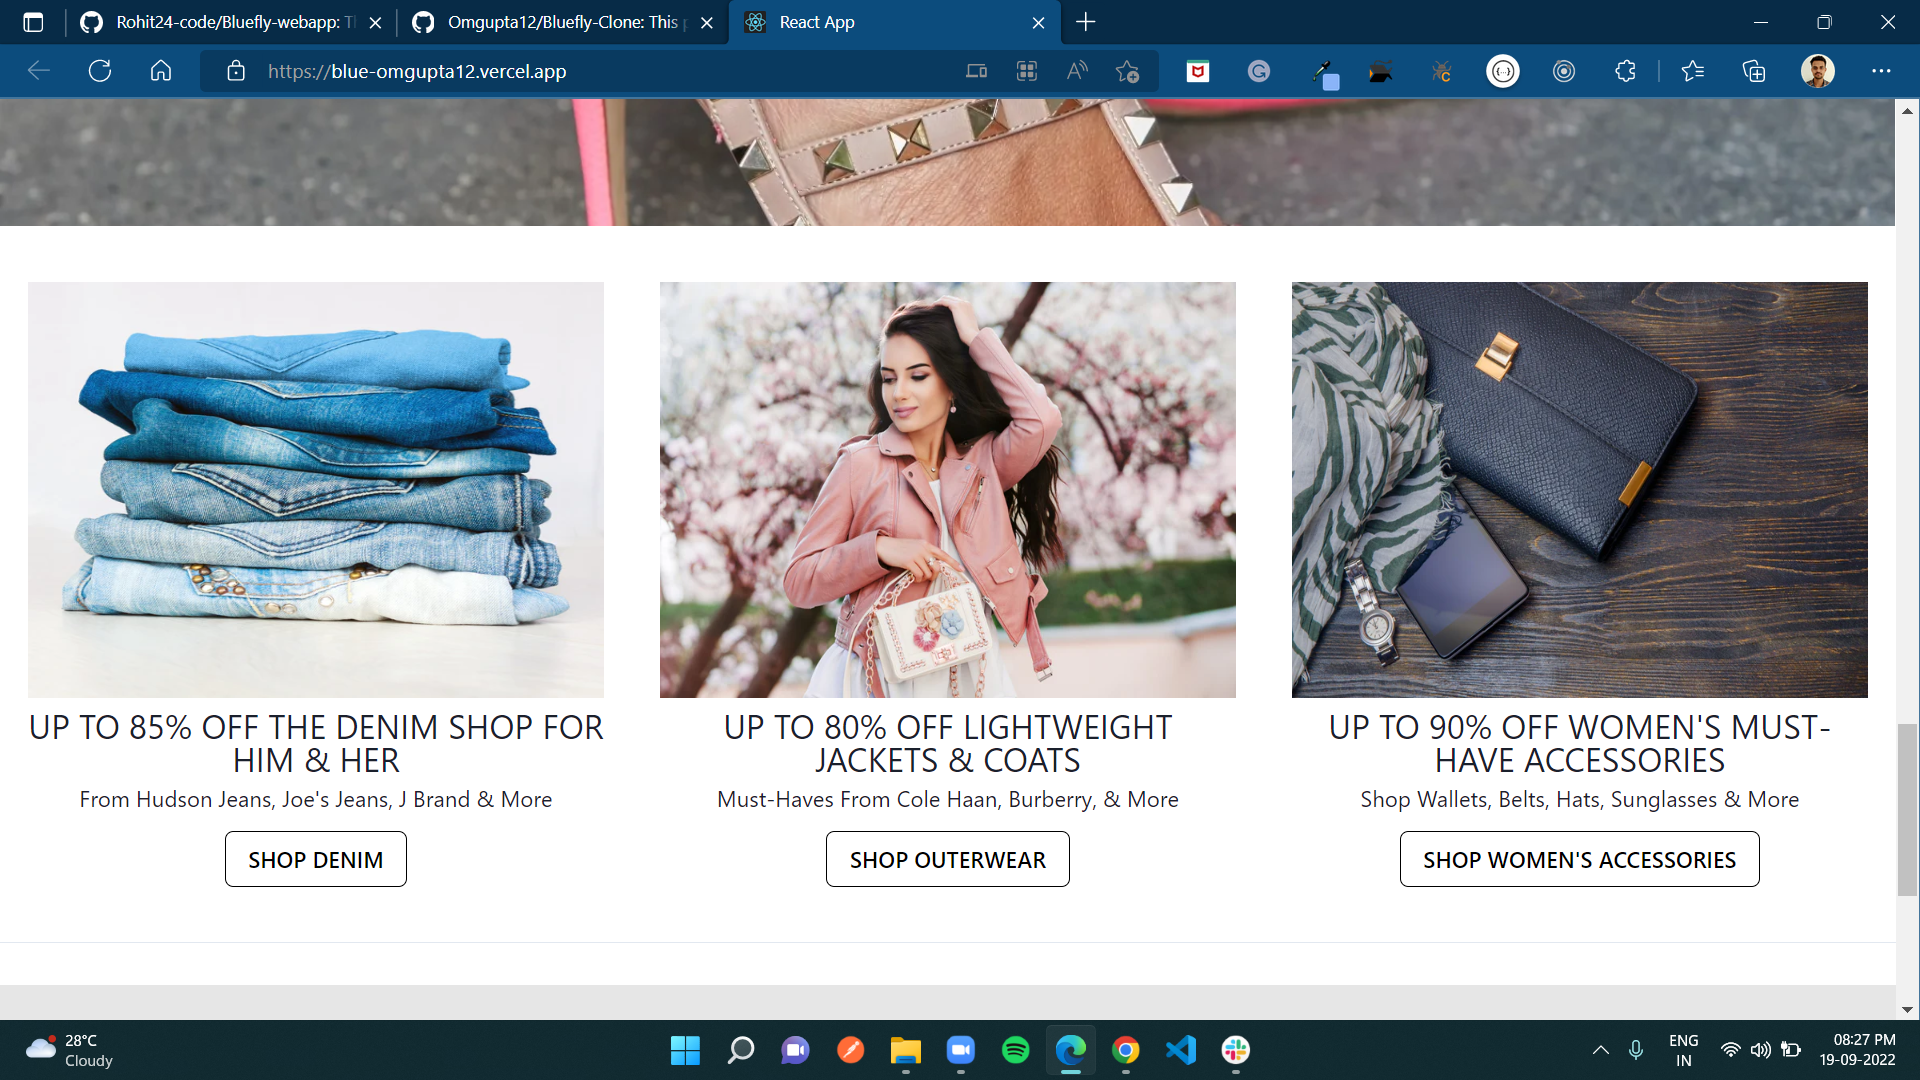 Rohit24-code/Bluefly-webapp: Th
Omgupta12/Bluefly-Clone: This p
React App
https://blue-omgupta12.vercel.app
UP TO 85% OFF THE DENIM SHOP FOR
HIM & HER
From Hudson Jeans, Joe's Jeans, J Brand & More
SHOP DENIM
UP TO 80% OFF LIGHTWEIGHT
JACKETS & COATS
Must-Haves From Cole Haan, Burberry, & More
SHOP OUTERWEAR
UP TO 90% OFF WOMEN'S MUST-
HAVE ACCESSORIES
Shop Wallets, Belts, Hats, Sunglasses & More
SHOP WOMEN'S ACCESSORIES
28°C
Cloudy
ENG
IN
08:27 PM
19-09-2022